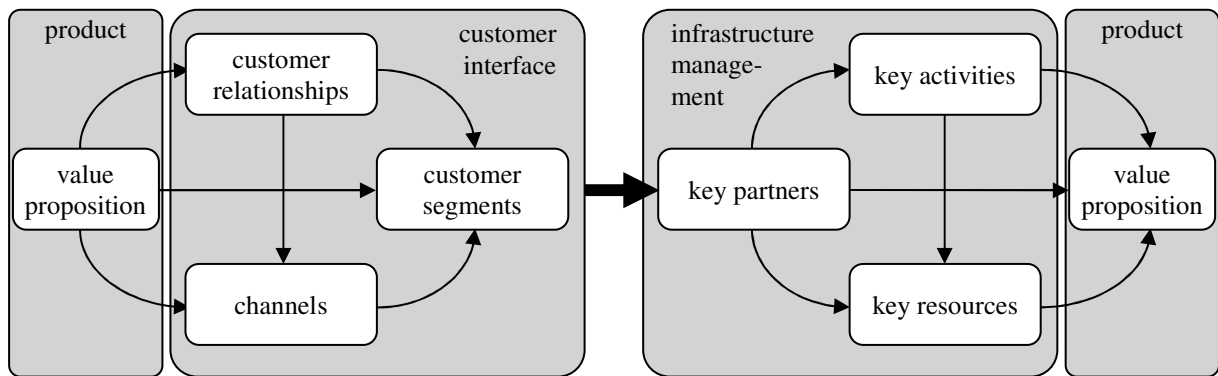 product
customer
relationships
customer
interface
value
proposition
customer
segments
channels
infrastructure
manage-
ment
key activities
product
key partners
value
proposition
key resources